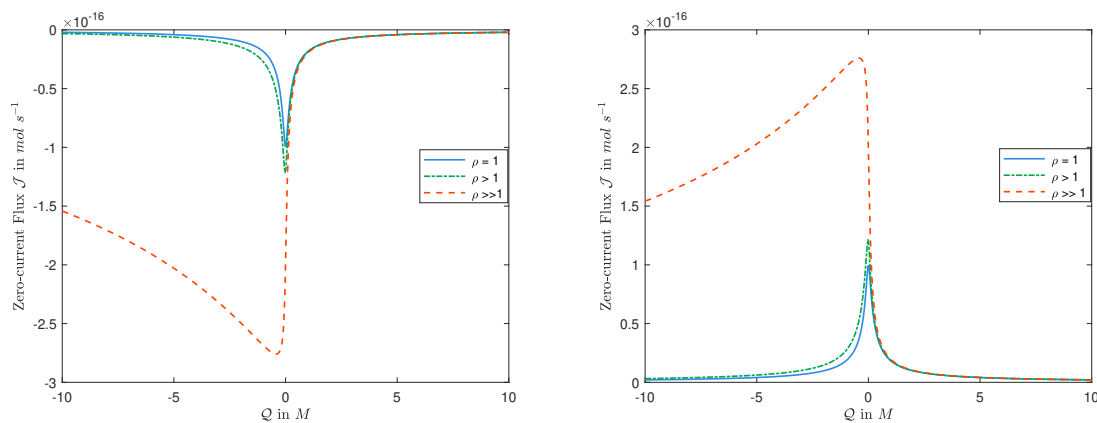 ×10⁻¹⁶
0
-0.5
-1
-1.5
-2
-2.5
-3
-10
-5
0
5
10
Zero-current Flux 𝒥 in mol s⁻¹
𝒬 in M
ρ = 1
ρ > 1
ρ >>1
×10⁻¹⁶
3
2.5
2
1.5
1
0.5
0
-10
-5
0
5
10
Zero-current Flux 𝒥 in mol s⁻¹
𝒬 in M
ρ = 1
ρ > 1
ρ >>1